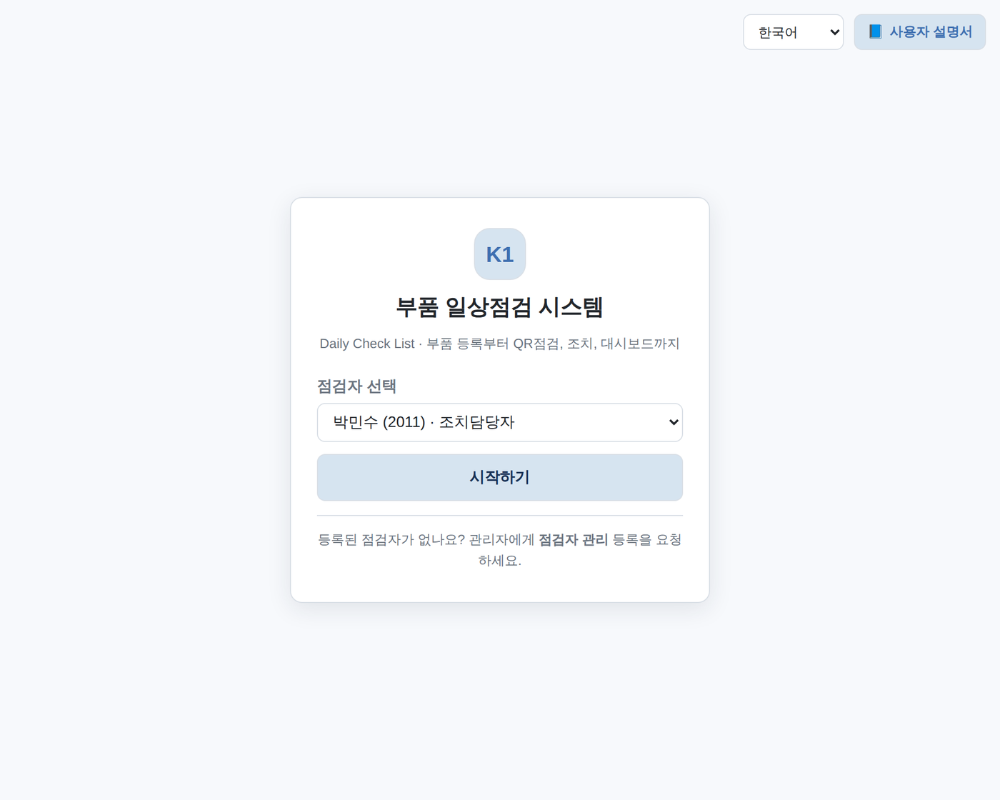 한국어
📘 사용자 설명서
K1
부품 일상점검 시스템
Daily Check List · 부품 등록부터 QR점검, 조치, 대시보드까지
점검자 선택
박민수 (2011) · 조치담당자
시작하기
등록된 점검자가 없나요? 관리자에게 점검자 관리 등록을 요청
하세요.